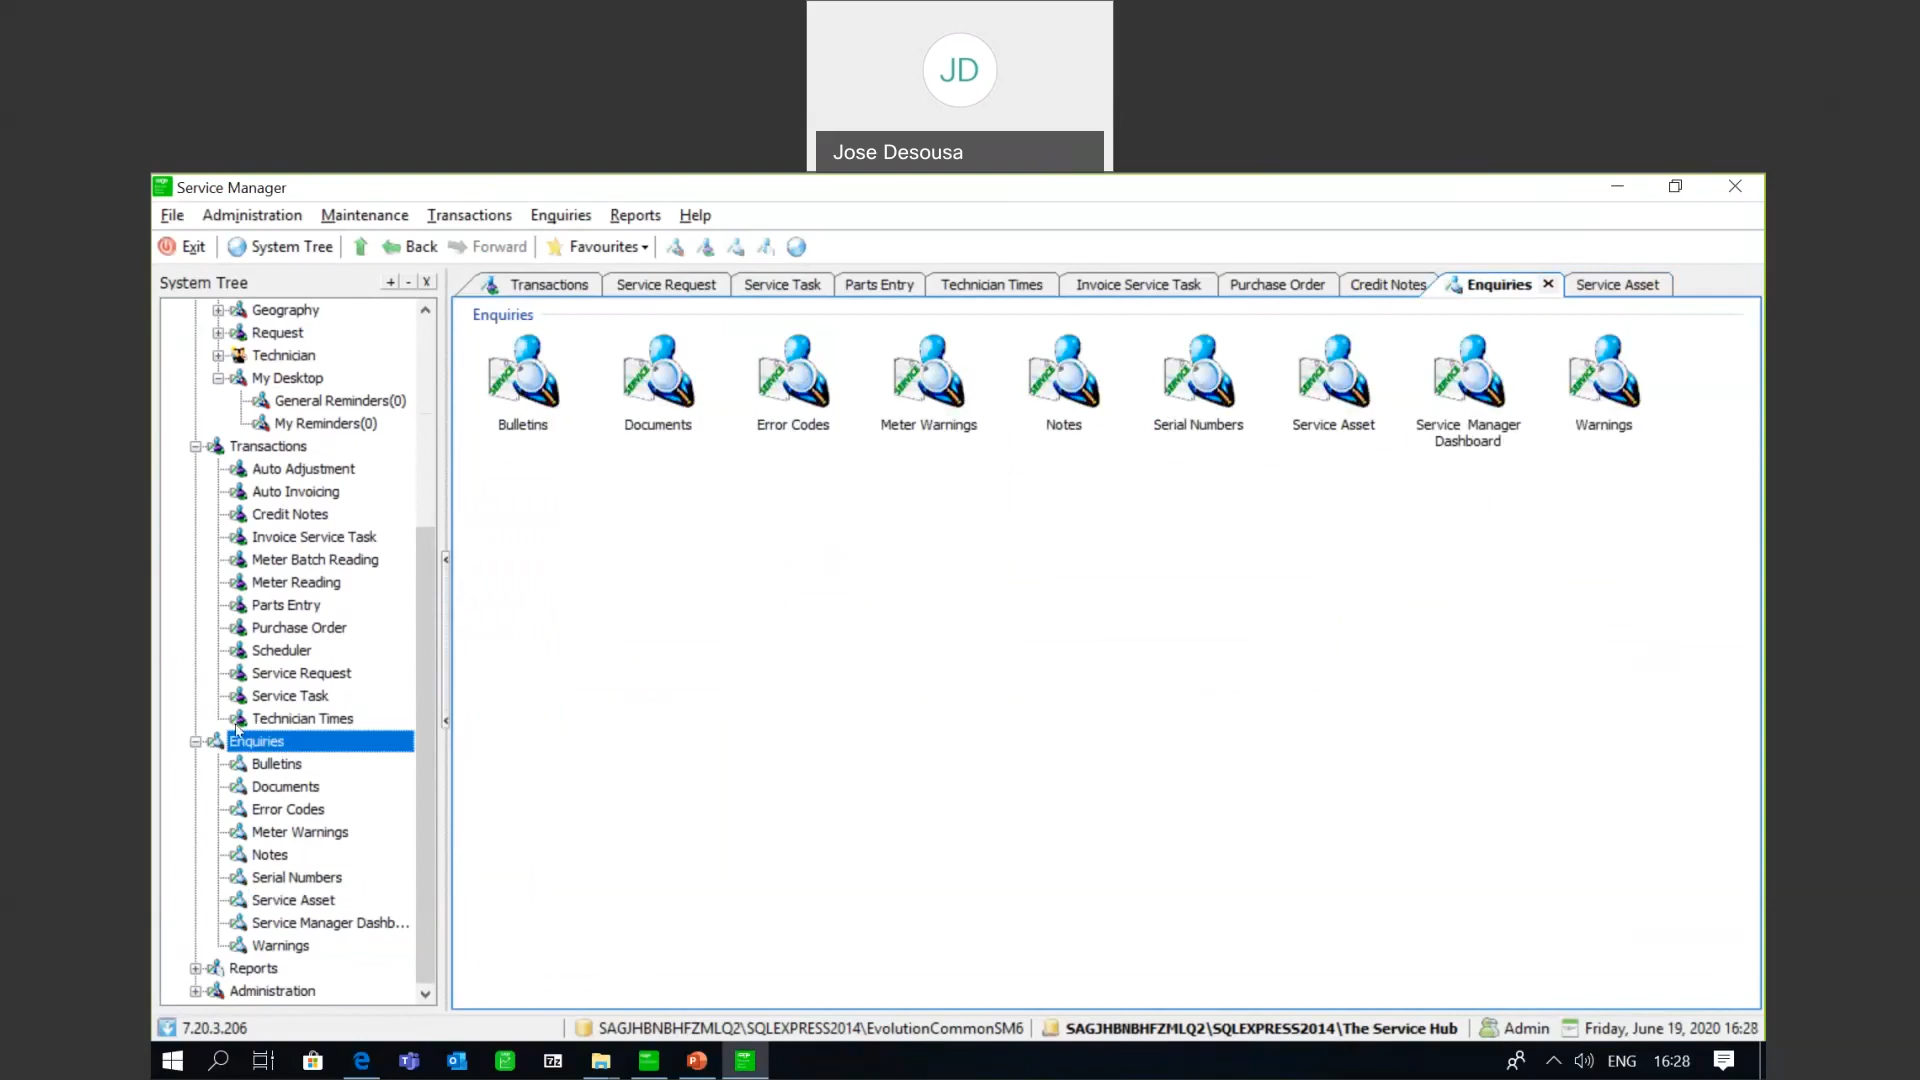 JD
Jose Desousa
Service Manager
File Administration Maintenance Transactions Enquiries Reports Help
Exit System Tree Back Forward Favourites
System Tree + - X
Transactions Service Request Service Task Parts Entry Technician Times Invoice Service Task Purchase Order Credit Notes Enquiries Service Asset
Geography
Request
Technician
My Desktop
General Reminders(0)
My Reminders(0)
Transactions
Auto Adjustment
Auto Invoicing
Credit Notes
Invoice Service Task
Meter Batch Reading
Meter Reading
Parts Entry
Purchase Order
Scheduler
Service Request
Service Task
Technician Times
Enquiries
Bulletins
Documents
Error Codes
Meter Warnings
Notes
Serial Numbers
Service Asset
Service Manager Dashb...
Warnings
Reports
Administration
Enquiries
Bulletins Documents Error Codes Meter Warnings Notes Serial Numbers Service Asset Service Manager Dashboard Warnings
7.20.3.206 SAGJHBNBHFZMLQ2\SQLEXPRESS2014\EvolutionCommonSM6 SAGJHBNBHFZMLQ2\SQLEXPRESS2014\The Service Hub Admin Friday, June 19, 2020 16:28
ENG 16:28